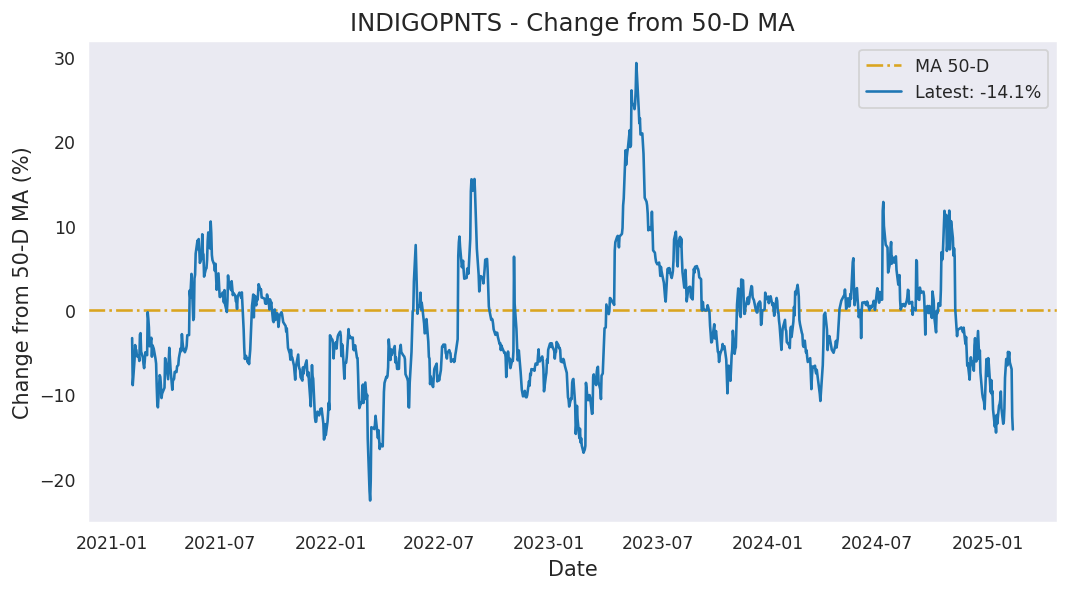 INDIGOPNTS - Change from 50-D MA
Change from 50-D MA (%)
30
20
10
0
−10
−20
MA 50-D
Latest: -14.1%
2021-01 2021-07 2022-01 2022-07 2023-01 2023-07 2024-01 2024-07 2025-01
Date